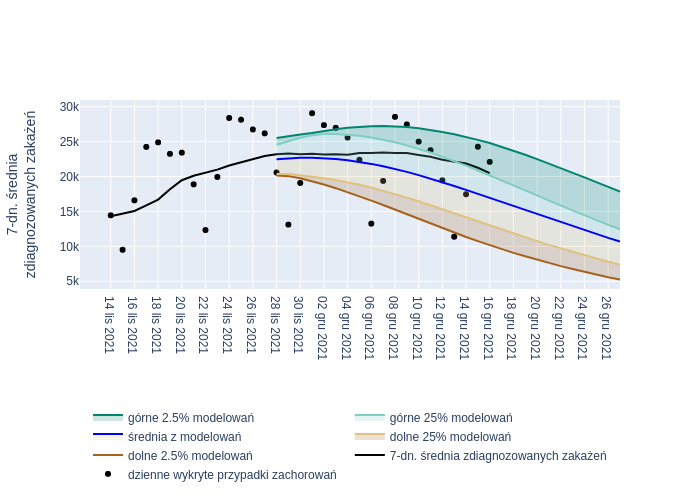 7-dn. średnia
zdiagnozowanych zakażeń
30k
25k
20k
15k
10k
5k
14 lis 2021
16 lis 2021
18 lis 2021
20 lis 2021
22 lis 2021
24 lis 2021
26 lis 2021
28 lis 2021
30 lis 2021
02 gru 2021
04 gru 2021
06 gru 2021
08 gru 2021
10 gru 2021
12 gru 2021
14 gru 2021
16 gru 2021
18 gru 2021
20 gru 2021
22 gru 2021
24 gru 2021
26 gru 2021
górne 2.5% modelowań
górne 25% modelowań
średnia z modelowań
dolne 25% modelowań
dolne 2.5% modelowań
7-dn. średnia zdiagnozowanych zakażeń
dzienne wykryte przypadki zachorowań